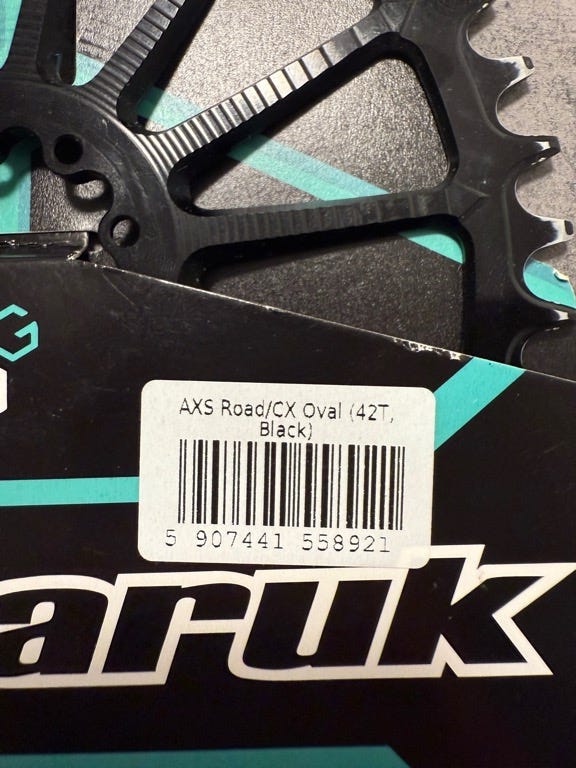 G
AXS Road/CX Oval (42T,
Black)
5 907441 558921
aruk